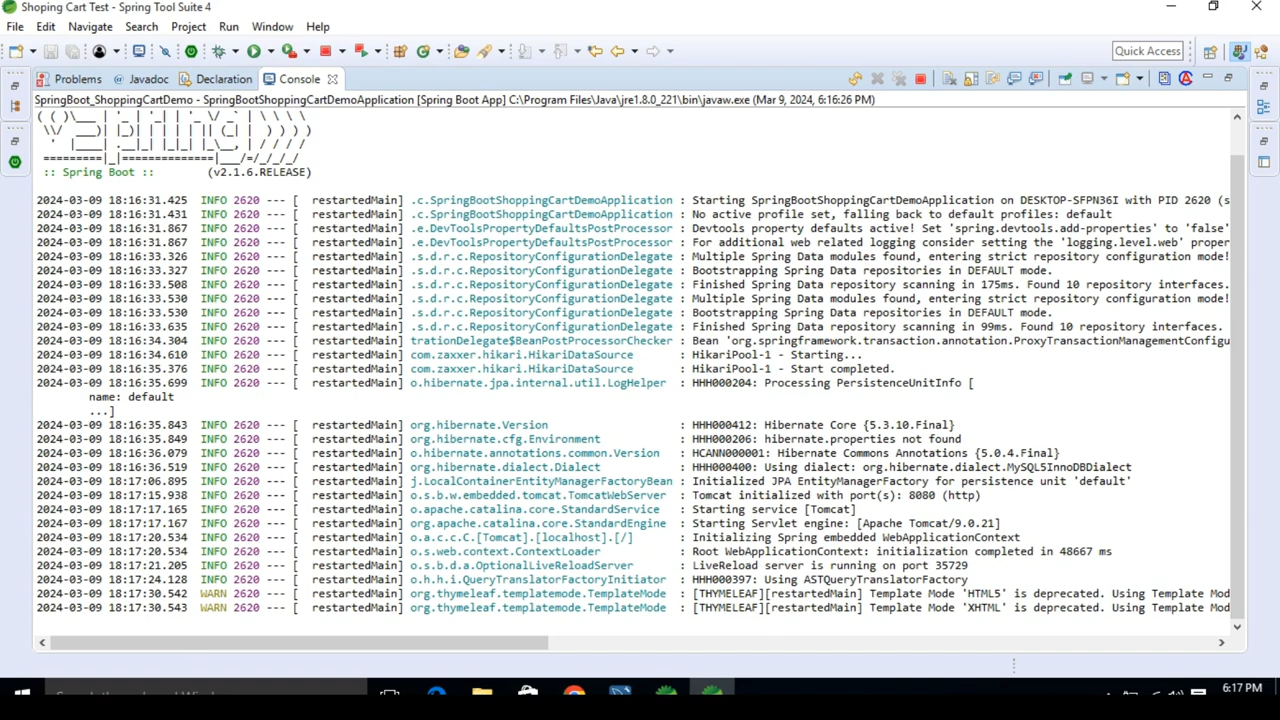 Shoping Cart Test - Spring Tool Suite 4
File Edit Navigate Search Project Run Window Help
Quick Access
Problems Javadoc Declaration Console
SpringBoot_ShoppingCartDemo - SpringBootShoppingCartDemoApplication [Spring Boot App] C:\Program Files\Java\jre1.8.0_221\bin\javaw.exe (Mar 9, 2024, 6:16:26 PM)
:: Spring Boot :: (v2.1.6.RELEASE)
2024-03-09 18:16:31.425 INFO 2620 --- [ restartedMain] .c.SpringBootShoppingCartDemoApplication : Starting SpringBootShoppingCartDemoApplication on DESKTOP-SFPN36I with PID 2620 (s
2024-03-09 18:16:31.431 INFO 2620 --- [ restartedMain] .c.SpringBootShoppingCartDemoApplication : No active profile set, falling back to default profiles: default
2024-03-09 18:16:31.867 INFO 2620 --- [ restartedMain] .e.DevToolsPropertyDefaultsPostProcessor : Devtools property defaults active! Set 'spring.devtools.add-properties' to 'false'
2024-03-09 18:16:31.867 INFO 2620 --- [ restartedMain] .e.DevToolsPropertyDefaultsPostProcessor : For additional web related logging consider setting the 'logging.level.web' proper
2024-03-09 18:16:33.326 INFO 2620 --- [ restartedMain] .s.d.r.c.RepositoryConfigurationDelegate : Multiple Spring Data modules found, entering strict repository configuration mode!
2024-03-09 18:16:33.327 INFO 2620 --- [ restartedMain] .s.d.r.c.RepositoryConfigurationDelegate : Bootstrapping Spring Data repositories in DEFAULT mode.
2024-03-09 18:16:33.508 INFO 2620 --- [ restartedMain] .s.d.r.c.RepositoryConfigurationDelegate : Finished Spring Data repository scanning in 175ms. Found 10 repository interfaces.
2024-03-09 18:16:33.530 INFO 2620 --- [ restartedMain] .s.d.r.c.RepositoryConfigurationDelegate : Multiple Spring Data modules found, entering strict repository configuration mode!
2024-03-09 18:16:33.530 INFO 2620 --- [ restartedMain] .s.d.r.c.RepositoryConfigurationDelegate : Bootstrapping Spring Data repositories in DEFAULT mode.
2024-03-09 18:16:33.635 INFO 2620 --- [ restartedMain] .s.d.r.c.RepositoryConfigurationDelegate : Finished Spring Data repository scanning in 99ms. Found 10 repository interfaces.
2024-03-09 18:16:34.304 INFO 2620 --- [ restartedMain] trationDelegate$BeanPostProcessorChecker : Bean 'org.springframework.transaction.annotation.ProxyTransactionManagementConfigu
2024-03-09 18:16:34.610 INFO 2620 --- [ restartedMain] com.zaxxer.hikari.HikariDataSource : HikariPool-1 - Starting...
2024-03-09 18:16:35.376 INFO 2620 --- [ restartedMain] com.zaxxer.hikari.HikariDataSource : HikariPool-1 - Start completed.
2024-03-09 18:16:35.699 INFO 2620 --- [ restartedMain] o.hibernate.jpa.internal.util.LogHelper : HHH000204: Processing PersistenceUnitInfo [
name: default
...]
2024-03-09 18:16:35.843 INFO 2620 --- [ restartedMain] org.hibernate.Version : HHH000412: Hibernate Core {5.3.10.Final}
2024-03-09 18:16:35.849 INFO 2620 --- [ restartedMain] org.hibernate.cfg.Environment : HHH000206: hibernate.properties not found
2024-03-09 18:16:36.079 INFO 2620 --- [ restartedMain] o.hibernate.annotations.common.Version : HCANN000001: Hibernate Commons Annotations {5.0.4.Final}
2024-03-09 18:16:36.519 INFO 2620 --- [ restartedMain] org.hibernate.dialect.Dialect : HHH000400: Using dialect: org.hibernate.dialect.MySQL5InnoDBDialect
2024-03-09 18:17:06.895 INFO 2620 --- [ restartedMain] j.LocalContainerEntityManagerFactoryBean : Initialized JPA EntityManagerFactory for persistence unit 'default'
2024-03-09 18:17:15.938 INFO 2620 --- [ restartedMain] o.s.b.w.embedded.tomcat.TomcatWebServer : Tomcat initialized with port(s): 8080 (http)
2024-03-09 18:17:17.165 INFO 2620 --- [ restartedMain] o.apache.catalina.core.StandardService : Starting service [Tomcat]
2024-03-09 18:17:17.167 INFO 2620 --- [ restartedMain] org.apache.catalina.core.StandardEngine : Starting Servlet engine: [Apache Tomcat/9.0.21]
2024-03-09 18:17:20.534 INFO 2620 --- [ restartedMain] o.a.c.c.C.[Tomcat].[localhost].[/] : Initializing Spring embedded WebApplicationContext
2024-03-09 18:17:20.534 INFO 2620 --- [ restartedMain] o.s.web.context.ContextLoader : Root WebApplicationContext: initialization completed in 48667 ms
2024-03-09 18:17:21.205 INFO 2620 --- [ restartedMain] o.s.b.d.a.OptionalLiveReloadServer : LiveReload server is running on port 35729
2024-03-09 18:17:24.128 INFO 2620 --- [ restartedMain] o.h.h.i.QueryTranslatorFactoryInitiator : HHH000397: Using ASTQueryTranslatorFactory
2024-03-09 18:17:30.542 WARN 2620 --- [ restartedMain] org.thymeleaf.templatemode.TemplateMode : [THYMELEAF][restartedMain] Template Mode 'HTML5' is deprecated. Using Template Mod
2024-03-09 18:17:30.543 WARN 2620 --- [ restartedMain] org.thymeleaf.templatemode.TemplateMode : [THYMELEAF][restartedMain] Template Mode 'XHTML' is deprecated. Using Template Mod
6:17 PM